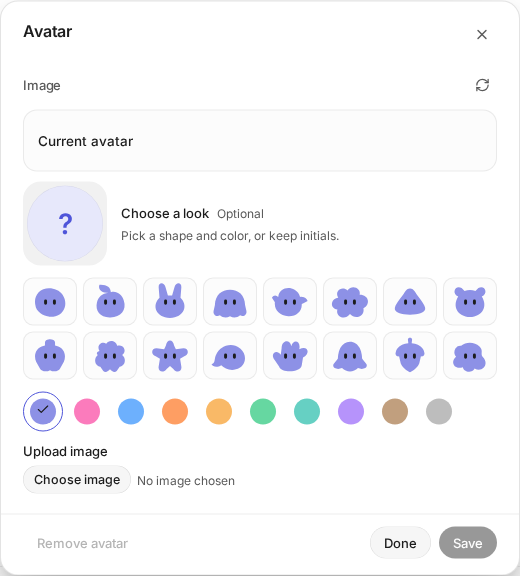 Avatar
Image
Current avatar
?
Choose a look Optional
Pick a shape and color, or keep initials.
Upload image
Choose image No image chosen
Remove avatar Done Save